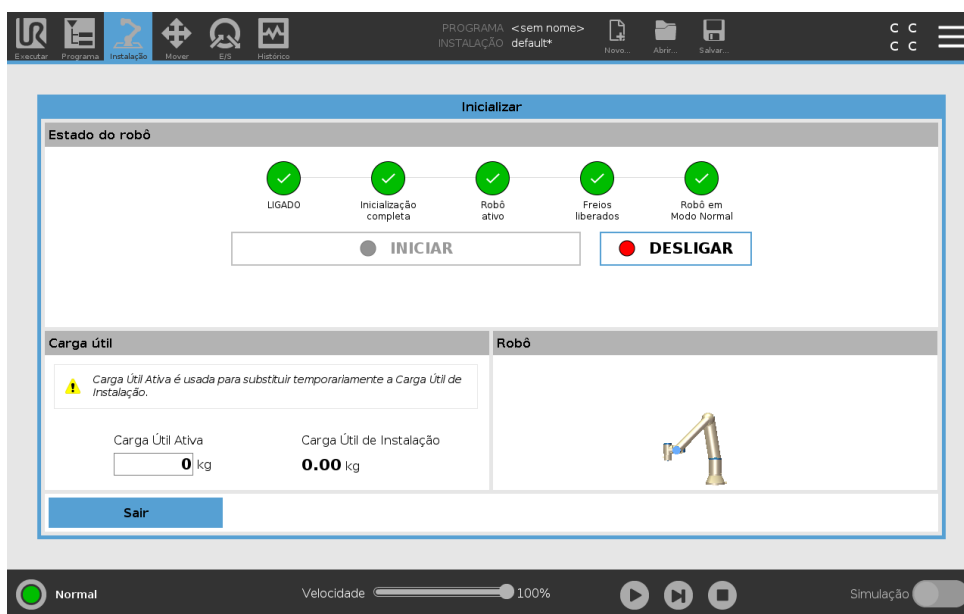 UR
PROGRAMA <sem nome>
INSTALAÇÃO default*
Executar Programa Instalação Mover E/S Histórico
Novo... Abrir... Salvar...
C C
C C
Inicializar
Estado do robô
LIGADO
Inicialização
completa
Robô
ativo
Freios
liberados
Robô em
Modo Normal
INICIAR
DESLIGAR
Carga útil
Robô
Carga Útil Ativa é usada para substituir temporariamente a Carga Útil de
Instalação.
Carga Útil Ativa
0 kg
Carga Útil de Instalação
0.00 kg
Sair
Normal
Velocidade 100%
Simulação